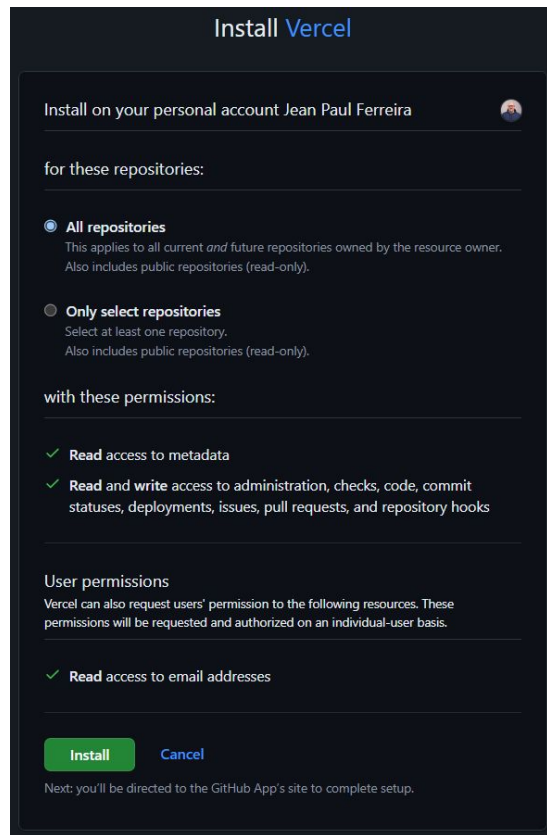 Install Vercel
Install on your personal account Jean Paul Ferreira
for these repositories:
All repositories
This applies to all current and future repositories owned by the resource owner.
Also includes public repositories (read-only).
Only select repositories
Select at least one repository.
Also includes public repositories (read-only).
with these permissions:
Read access to metadata
Read and write access to administration, checks, code, commit
statuses, deployments, issues, pull requests, and repository hooks
User permissions
Vercel can also request users' permission to the following resources. These
permissions will be requested and authorized on an individual-user basis.
Read access to email addresses
Install Cancel
Next: you'll be directed to the GitHub App's site to complete setup.